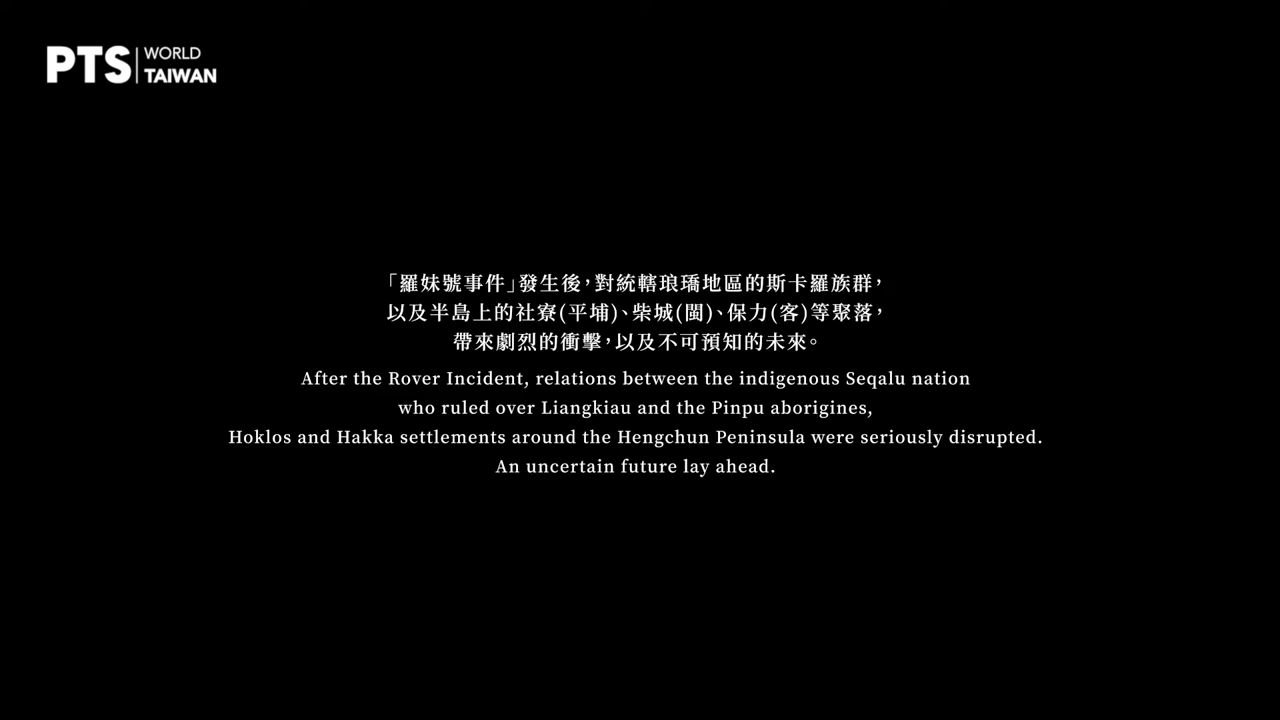 PTS WORLD
TAIWAN
「羅妹號事件」發生後，對統轄琅𤩝地區的斯卡羅族群，
以及半島上的社寮(平埔)、柴城(閩)、保力(客)等聚落，
帶來劇烈的衝擊，以及不可預知的未來。
After the Rover Incident, relations between the indigenous Seqalu nation
who ruled over Liangkiau and the Pinpu aborigines,
Hoklos and Hakka settlements around the Hengchun Peninsula were seriously disrupted.
An uncertain future lay ahead.